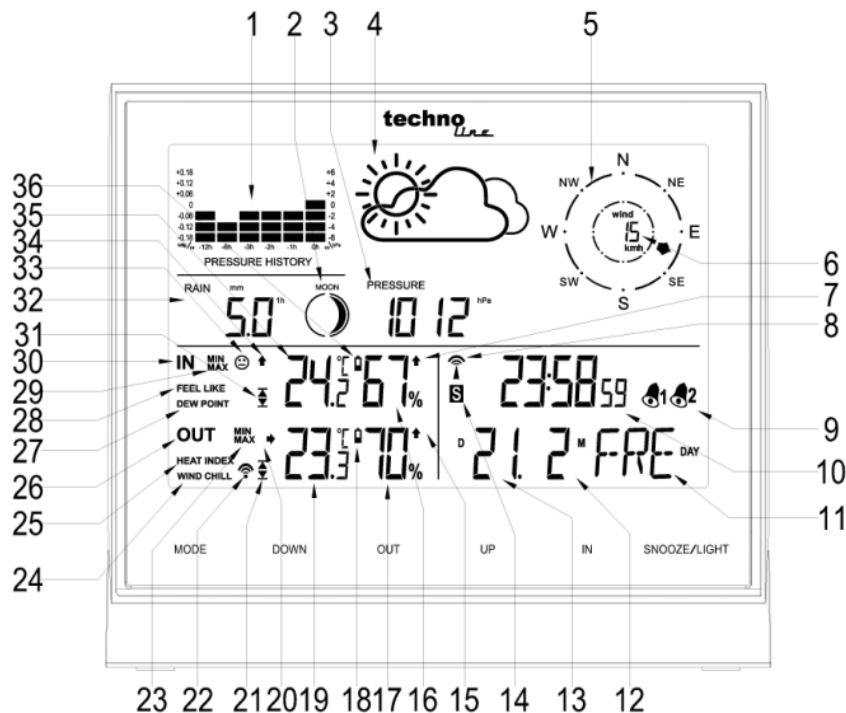 1 2 3 4 5
techno
line
+0.18 +6
+0.12 +4
+0.06 +2
0 0
-0.06 -2
-0.12 -4
-0.18 -6
-12h -6h -3h -2h -1h 0h
PRESSURE HISTORY
N
NW NE
wind
W 15 E
kmh
SW SE
S
36
35
34
33
32
31
30
29
28
27
26
25
24
6
7
8
9
10
11
RAIN mm MOON PRESSURE
5.0 1h 1012 hPa
IN MIN MAX 24.2 °C 67 % 23:58 59 1 2
FEEL LIKE
DEW POINT
S
OUT MIN MAX 23.3 °C 70 % D 21. 2 M FRE DAY
HEAT INDEX
WIND CHILL
MODE DOWN OUT UP IN SNOOZE/LIGHT
23 22 21 20 19 18 17 16 15 14 13 12